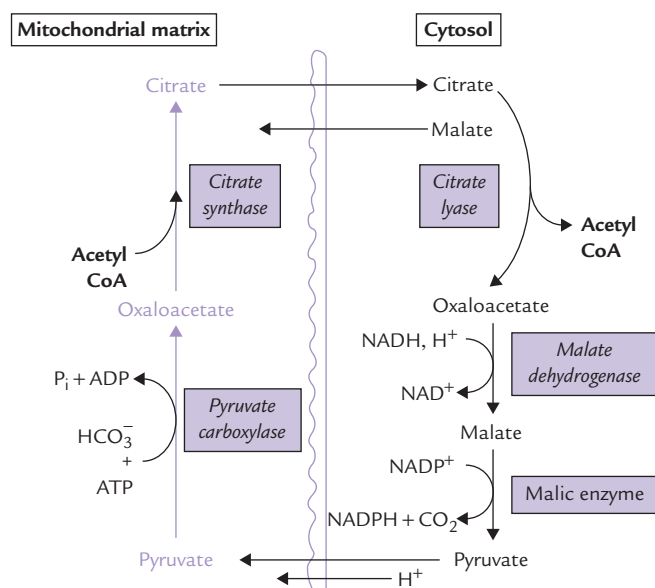 Mitochondrial matrix
Cytosol
Citrate
Citrate
Malate
Citrate
synthase
Citrate
lyase
Acetyl
CoA
Acetyl
CoA
Oxaloacetate
Oxaloacetate
NADH, H⁺
Malate
dehydrogenase
NAD⁺
Pᵢ + ADP
Pyruvate
carboxylase
HCO₃⁻
+
ATP
Malate
NADP⁺
Malic enzyme
NADPH + CO₂
Pyruvate
Pyruvate
H⁺